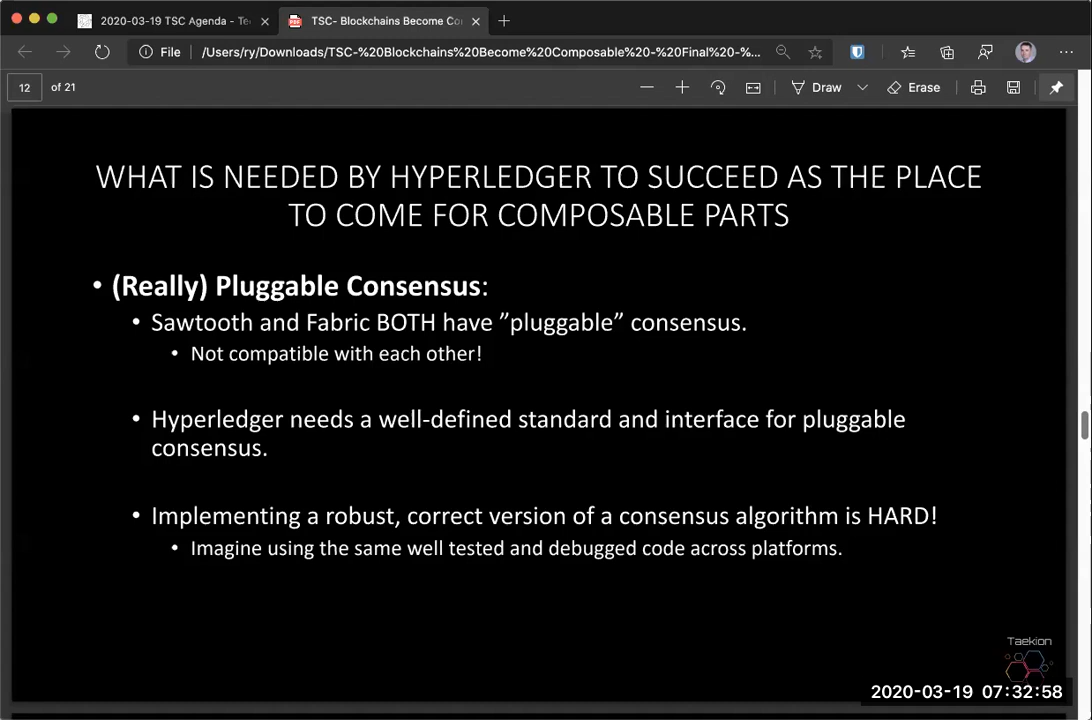 2020-03-19 TSC Agenda - Tec
TSC- Blockchains Become Co
File
/Users/ry/Downloads/TSC-%20Blockchains%20Become%20Composable%20-%20Final%20-%...
12
of 21
Draw
Erase
WHAT IS NEEDED BY HYPERLEDGER TO SUCCEED AS THE PLACE
TO COME FOR COMPOSABLE PARTS
• (Really) Pluggable Consensus:
• Sawtooth and Fabric BOTH have ”pluggable” consensus.
• Not compatible with each other!
• Hyperledger needs a well-defined standard and interface for pluggable
consensus.
• Implementing a robust, correct version of a consensus algorithm is HARD!
• Imagine using the same well tested and debugged code across platforms.
Taekion
2020-03-19 07:32:58